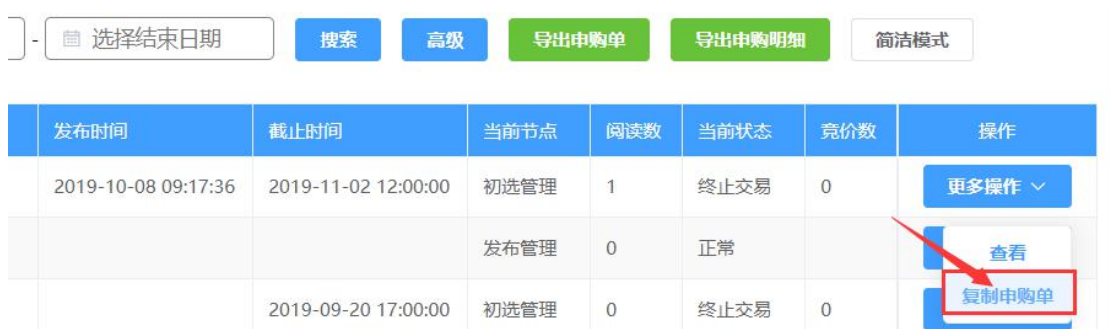 - 选择结束日期 搜索 高级 导出申购单 导出申购明细 简洁模式
发布时间 截止时间 当前节点 阅读数 当前状态 竞价数 操作
2019-10-08 09:17:36 2019-11-02 12:00:00 初选管理 1 终止交易 0 更多操作
发布管理 0 正常 查看
复制申购单
2019-09-20 17:00:00 初选管理 0 终止交易 0